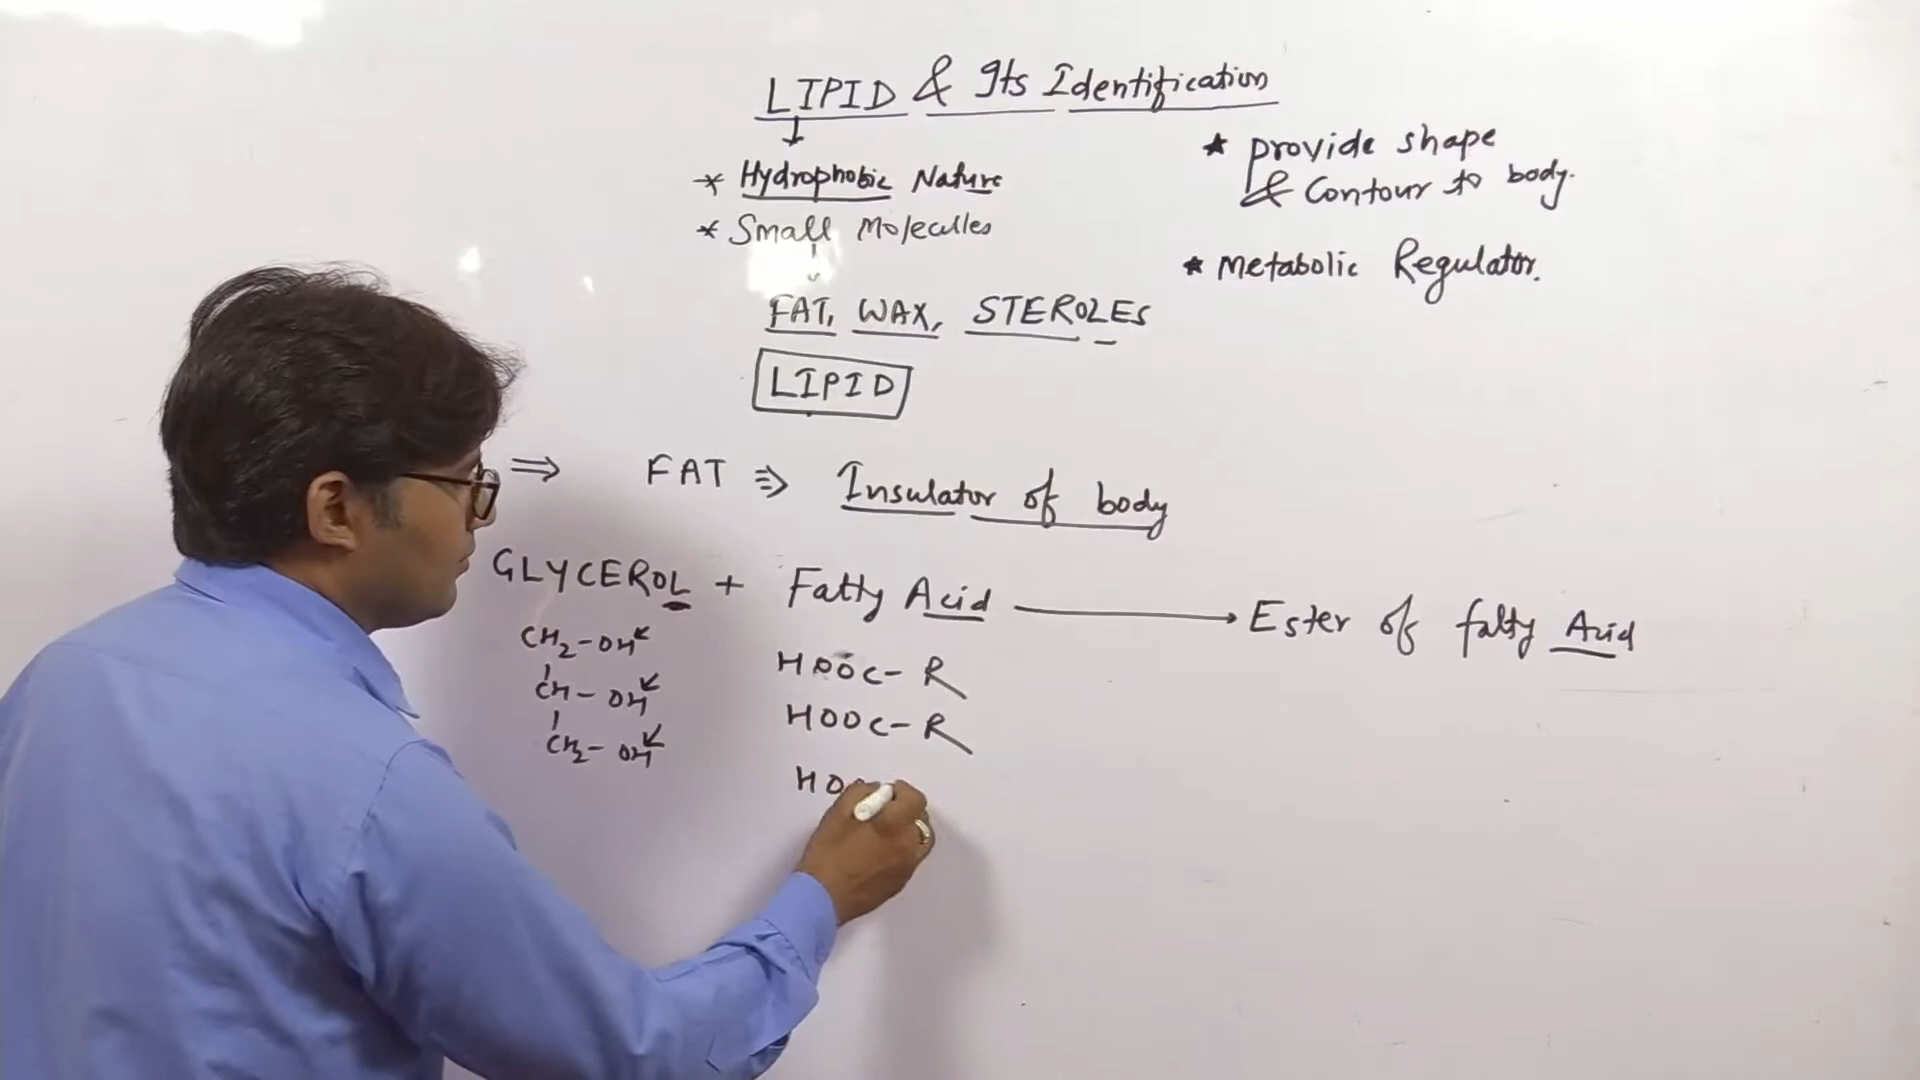 LIPID & Its Identification
* Hydrophobic Nature
* Small Molecules
FAT, WAX, STEROLES
LIPID
* provide shape
& Contour to body.
* Metabolic Regulator.
⇒ FAT ⇒ Insulator of body
GLYCEROL + Fatty Acid → Ester of fatty Acid
CH2-OH HOOC-R
CH-OH HOOC-R
CH2-OH HO